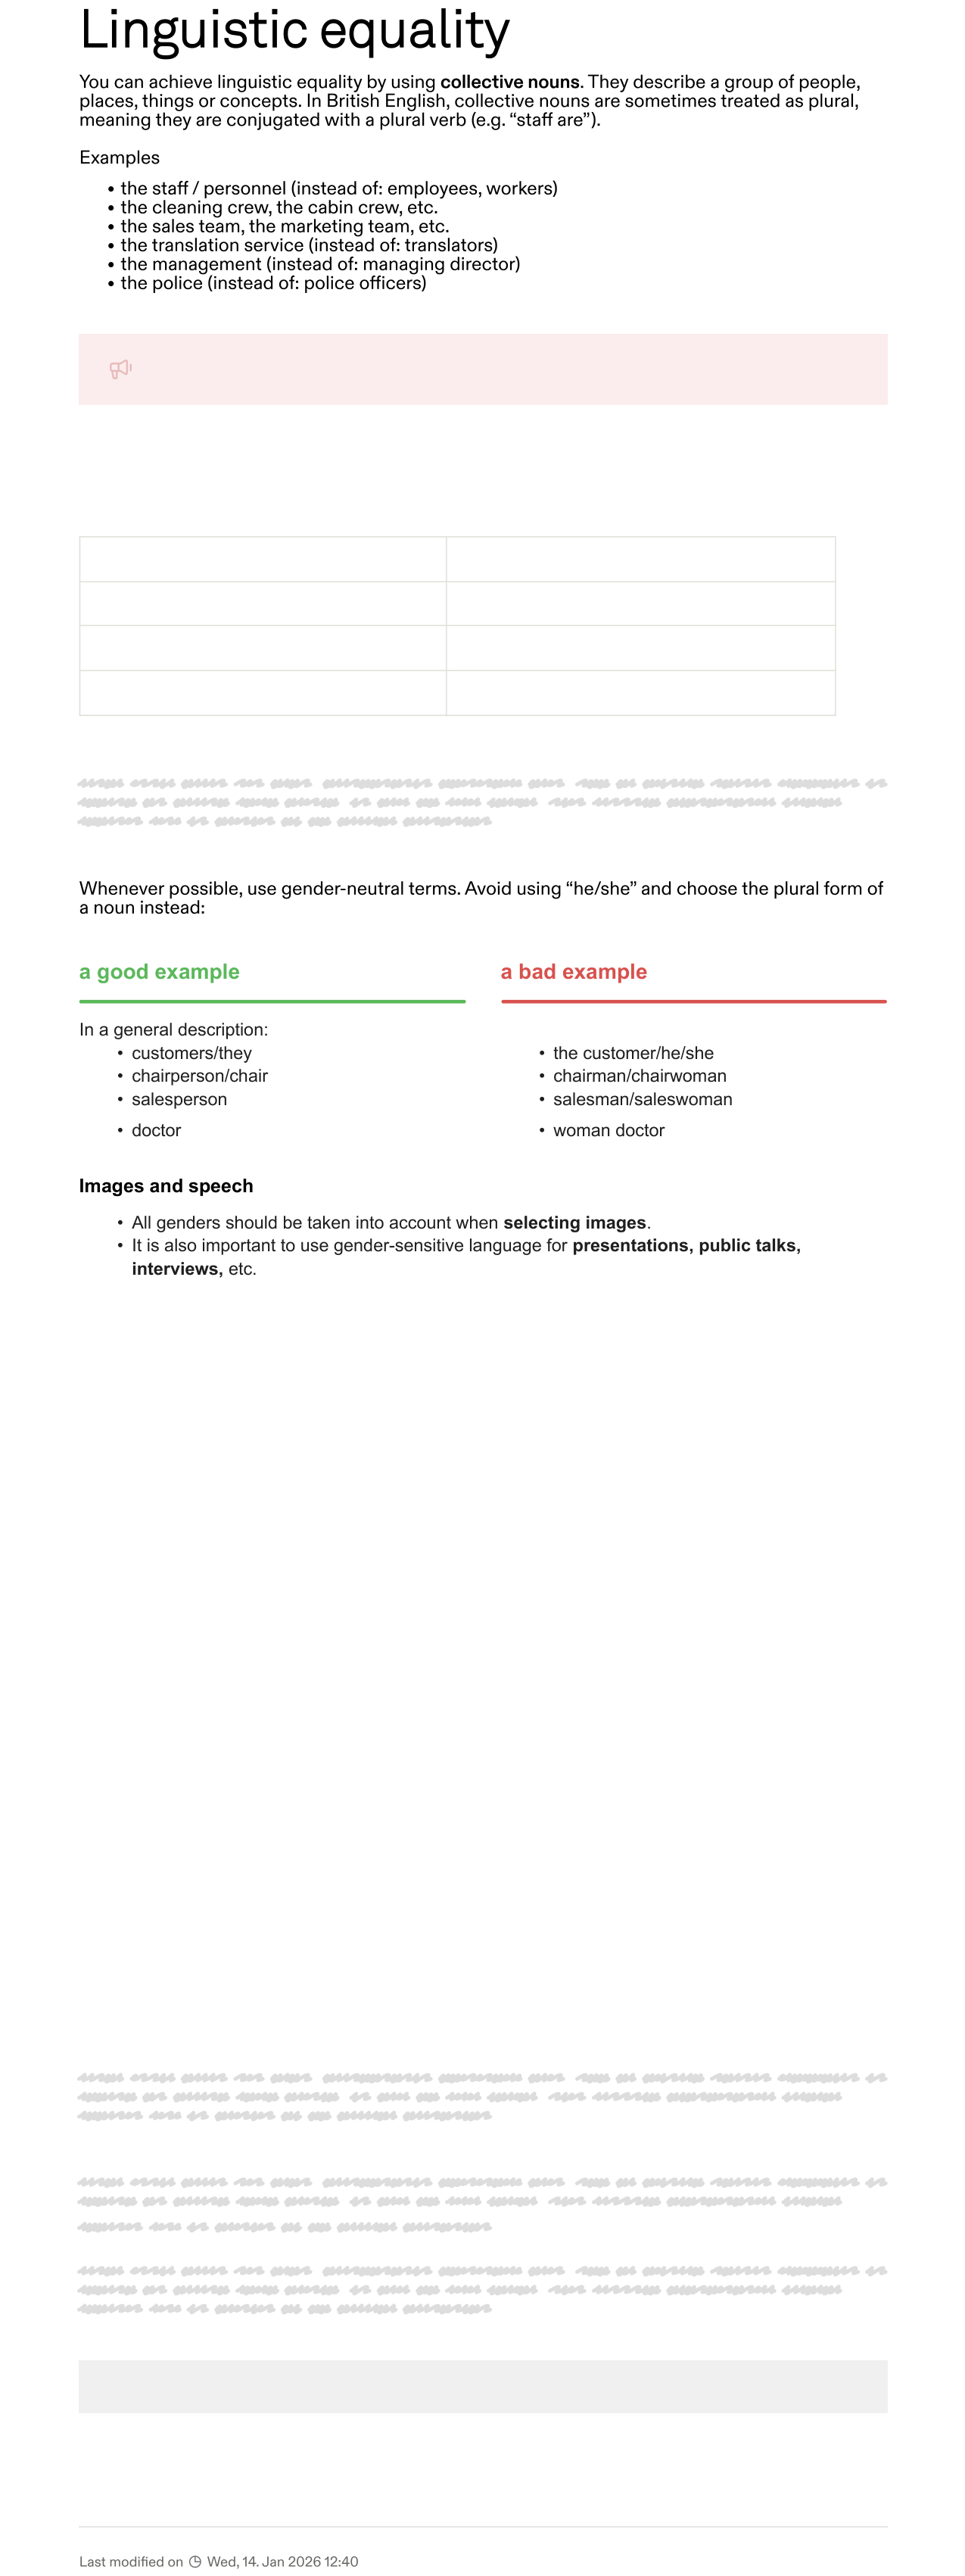 Linguistic equality
You can achieve linguistic equality by using collective nouns. They describe a group of people,
places, things or concepts. In British English, collective nouns are sometimes treated as plural,
meaning they are conjugated with a plural verb (e.g. “staff are”).
Examples
• the staff / personnel (instead of: employees, workers)
• the cleaning crew, the cabin crew, etc.
• the sales team, the marketing team, etc.
• the translation service (instead of: translators)
• the management (instead of: managing director)
• the police (instead of: police officers)
Whenever possible, use gender-neutral terms. Avoid using “he/she” and choose the plural form of
a noun instead:
a good example
In a general description:
• customers/they
• chairperson/chair
• salesperson
• doctor
a bad example
• the customer/he/she
• chairman/chairwoman
• salesman/saleswoman
• woman doctor
Images and speech
• All genders should be taken into account when selecting images.
• It is also important to use gender-sensitive language for presentations, public talks,
interviews, etc.
Last modified on Wed, 14. Jan 2026 12:40